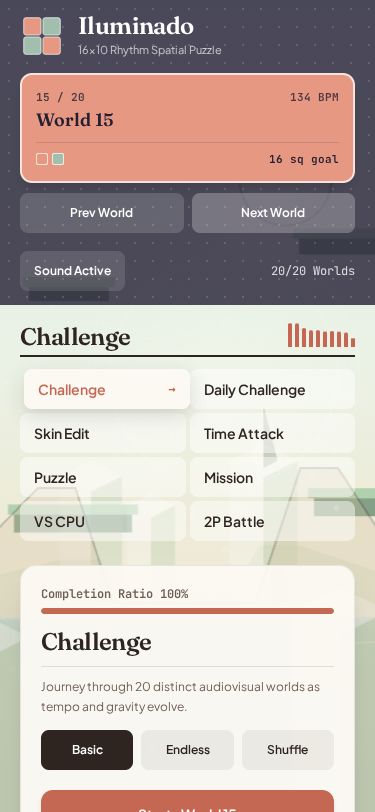 Iluminado
16×10 Rhythm Spatial Puzzle
15 / 20 134 BPM
World 15
16 sq goal
Prev World Next World
Sound Active 20/20 Worlds
Challenge
Challenge → Daily Challenge
Skin Edit Time Attack
Puzzle Mission
VS CPU 2P Battle
Completion Ratio 100%
Challenge
Journey through 20 distinct audiovisual worlds as
tempo and gravity evolve.
Basic Endless Shuffle